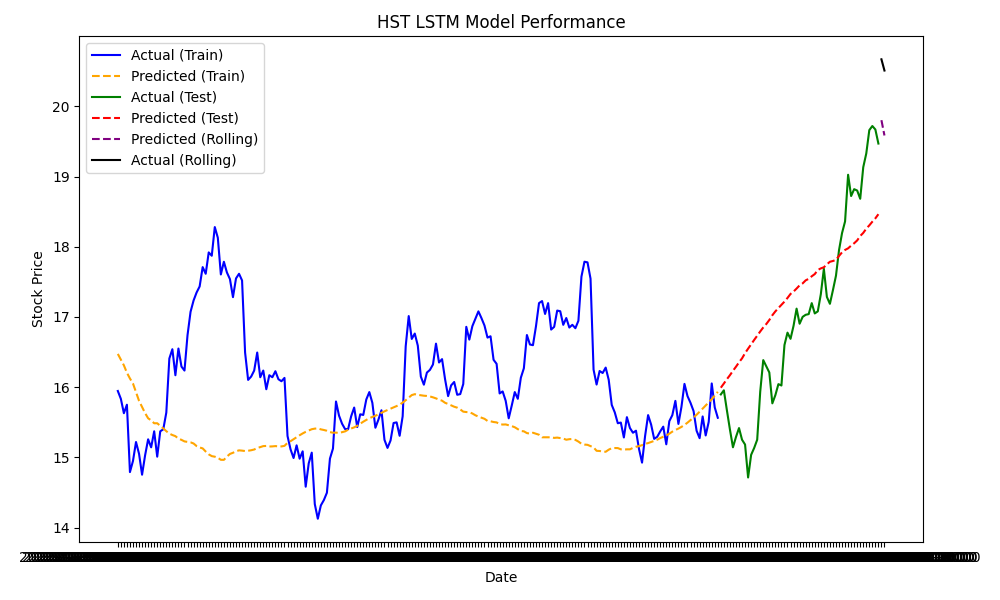 HST LSTM Model Performance
Actual (Train)
Predicted (Train)
Actual (Test)
Predicted (Test)
Predicted (Rolling)
Actual (Rolling)
Stock Price
20
19
18
17
16
15
14
Date